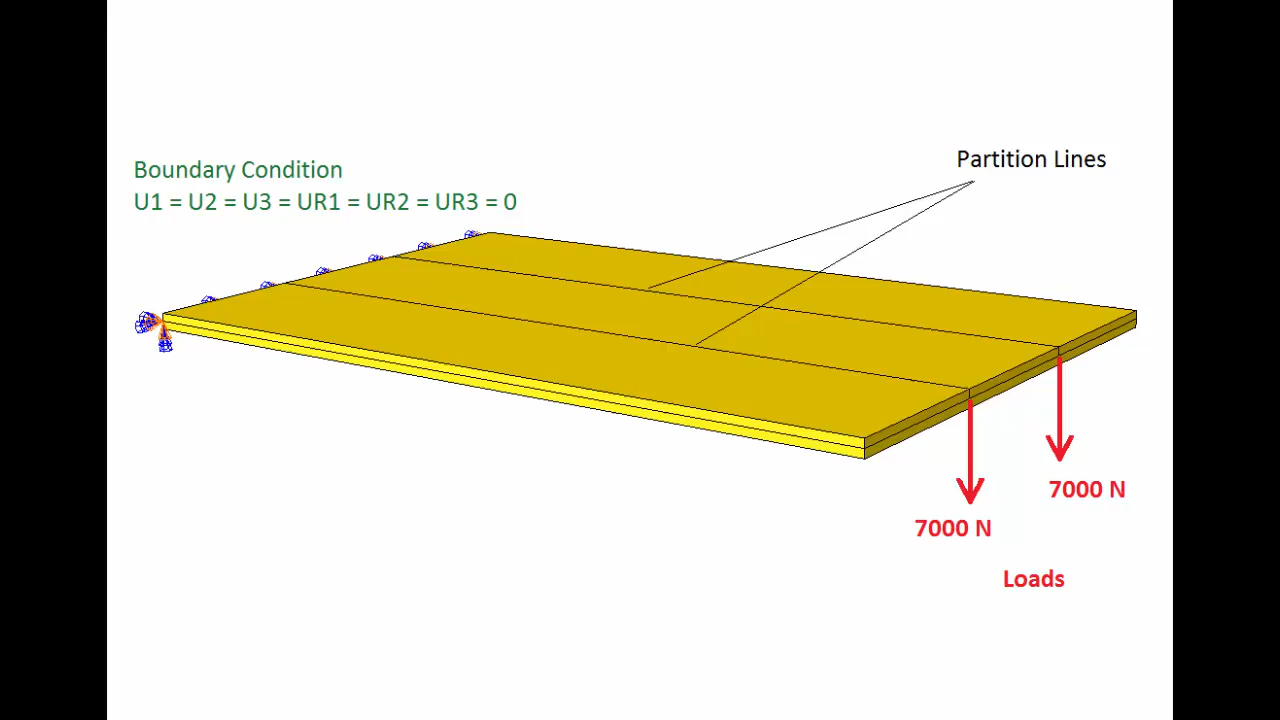 Boundary Condition
U1 = U2 = U3 = UR1 = UR2 = UR3 = 0
Partition Lines
7000 N
7000 N
Loads